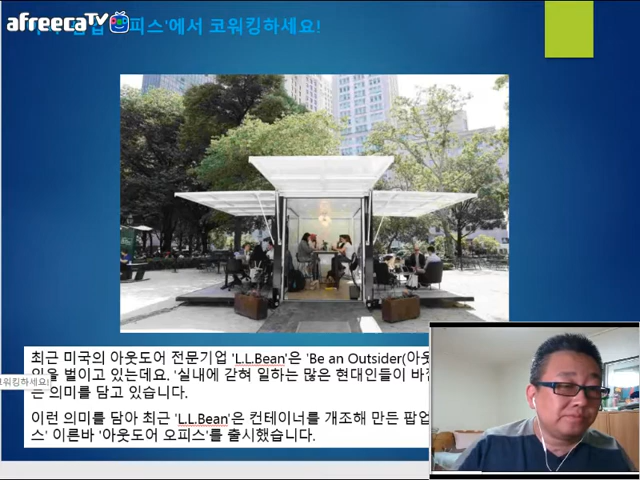 afreecaTV
팝업 오피스'에서 코워킹하세요!
최근 미국의 아웃도어 전문기업 'L.L.Bean'은 'Be an Outsider(아웃
인을 벌이고 있는데요. '실내에 갇혀 일하는 많은 현대인들이 바깥
는 의미를 담고 있습니다.
코워킹하세요!
이런 의미를 담아 최근 'L.L.Bean'은 컨테이너를 개조해 만든 팝업
스' 이른바 '아웃도어 오피스'를 출시했습니다.